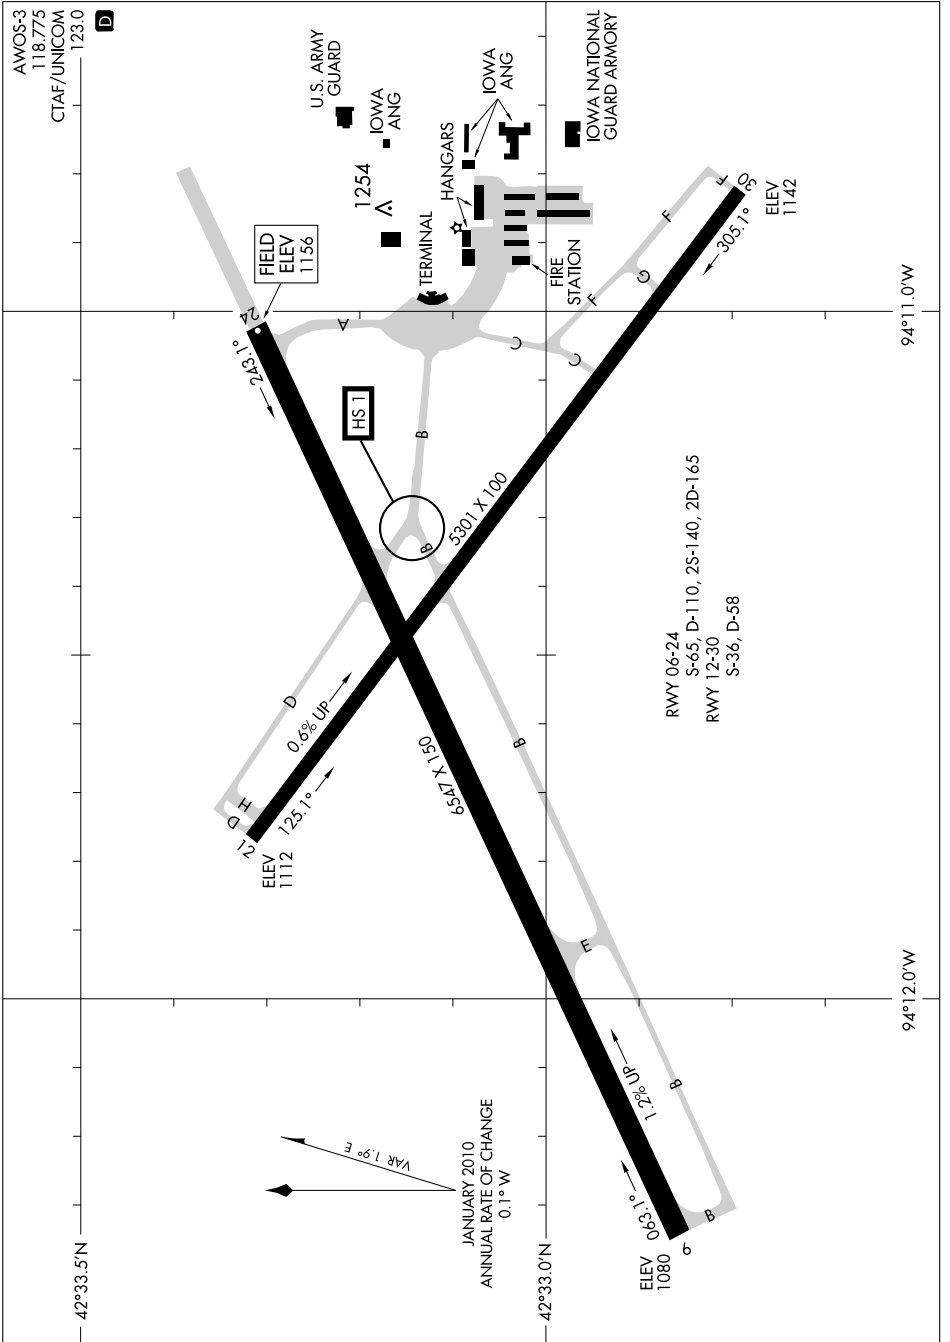 AWOS-3
118.775
CTAF/UNICOM
123.0
D
U.S. ARMY
GUARD
IOWA
ANG
IOWA
ANG
IOWA NATIONAL
GUARD ARMORY
1254
HANGARS
TERMINAL
FIRE
STATION
FIELD
ELEV
1156
24
243.1°
A
HS 1
B
B
C
C
F
G
F
F
30
ELEV
1142
305.1°
94°11.0'W
5301 X 100
D
0.6% UP
H
D
125.1°
12
ELEV
1112
6547 X 150
B
E
RWY 06-24
S-65, D-110, 2S-140, 2D-165
RWY 12-30
S-36, D-58
94°12.0'W
1.2% UP
B
063.1°
B
6
ELEV
1080
VAR 1.9° E
JANUARY 2010
ANNUAL RATE OF CHANGE
0.1° W
42°33.5'N
42°33.0'N